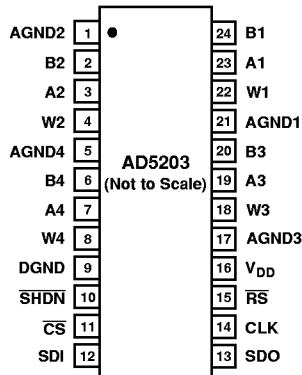 AGND2 1 24 B1
B2 2 23 A1
A2 3 22 W1
W2 4 21 AGND1
AGND4 5 20 B3
AD5203
B4 6 19 A3
(Not to Scale)
A4 7 18 W3
W4 8 17 AGND3
DGND 9 16 VDD
SHDN 10 15 RS
CS 11 14 CLK
SDI 12 13 SDO